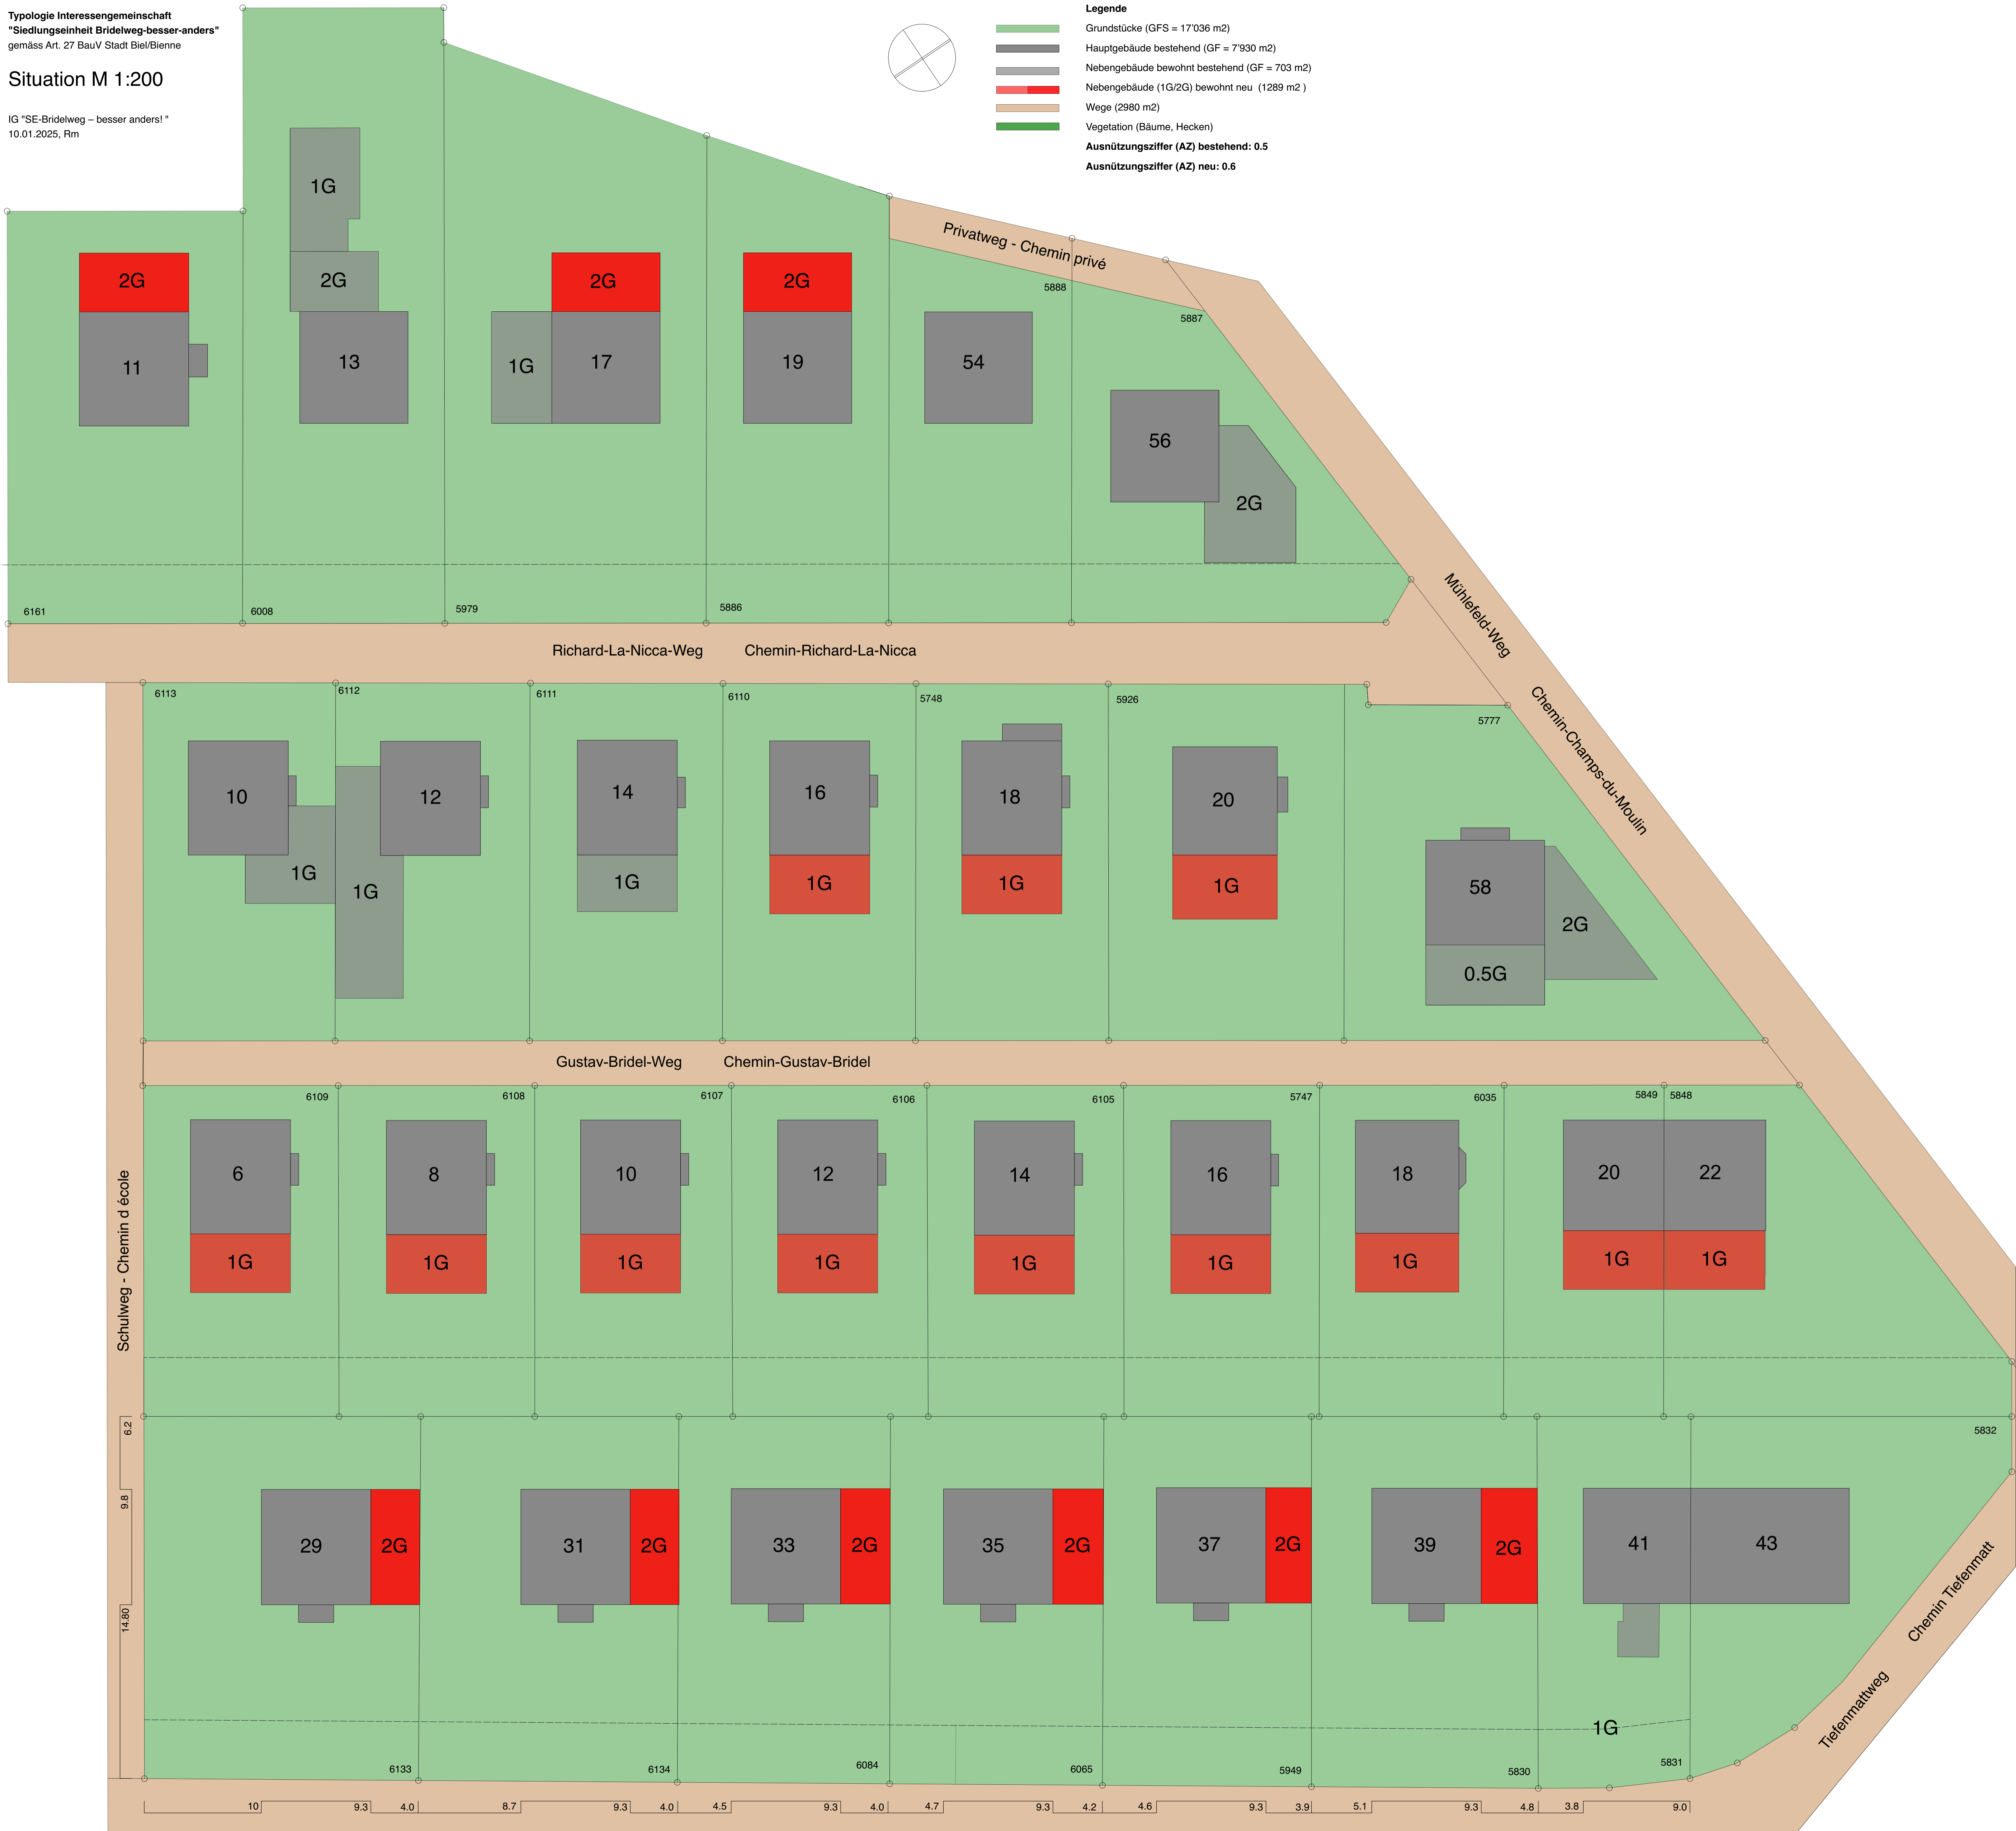 Typologie Interessengemeinschaft
"Siedlungseinheit Bridelweg-besser-anders"
gemäss Art. 27 BauV Stadt Biel/Bienne
Situation M 1:200
IG "SE-Bridelweg – besser anders! "
10.01.2025, Rm
Legende
Grundstücke (GFS = 17'036 m2)
Hauptgebäude bestehend (GF = 7'930 m2)
Nebengebäude bewohnt bestehend (GF = 703 m2)
Nebengebäude (1G/2G) bewohnt neu (1289 m2 )
Wege (2980 m2)
Vegetation (Bäume, Hecken)
Ausnützungsziffer (AZ) bestehend: 0.5
Ausnützungsziffer (AZ) neu: 0.6
1G
Privatweg - Chemin privé
2G
2G
2G
2G
5888
5887
11
13
1G
17
19
54
56
2G
6161
6008
5979
5886
Mühlefeld-Weg
Chemin-Champs-du-Moulin
Richard-La-Nicca-Weg
Chemin-Richard-La-Nicca
6113
6112
6111
6110
5748
5926
5777
10
12
14
16
18
20
1G
1G
1G
1G
1G
1G
58
2G
0.5G
Gustav-Bridel-Weg
Chemin-Gustav-Bridel
6109
6108
6107
6106
6105
5747
6035
5849
5848
6
8
10
12
14
16
18
20
22
1G
1G
1G
1G
1G
1G
1G
1G
1G
Schulweg - Chemin d école
6.2
9.8
14.80
5832
29
2G
31
2G
33
2G
35
2G
37
2G
39
2G
41
43
Chemin Tiefenmatt
Tiefenmattweg
1G
6133
6134
6084
6065
5949
5830
5831
10
9.3
4.0
8.7
9.3
4.0
4.5
9.3
4.0
4.7
9.3
4.2
4.6
9.3
3.9
5.1
9.3
4.8
3.8
9.0